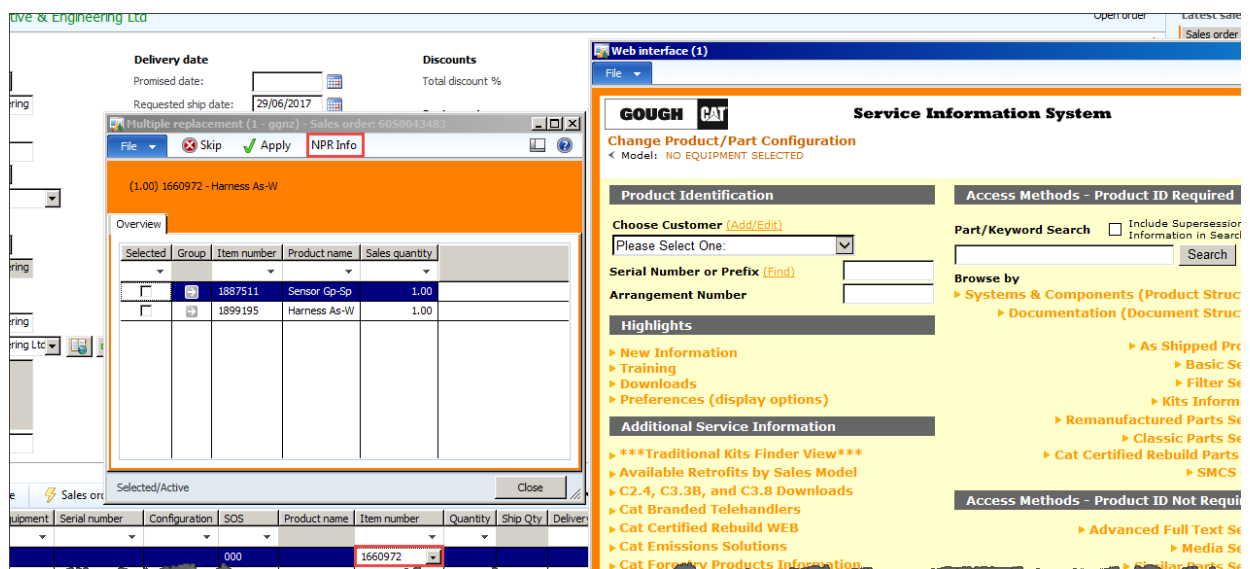 tive & Engineering Ltd
Open order
Latest sale
Sales order
Delivery date
Discounts
Promised date:
Total discount %
ering
Requested ship date: 29/06/2017
Multiple replacement (1 - ggnz) - Sales order: 60S0043483
File Skip Apply NPR Info
(1.00) 1660972 - Harness As-W
Overview
Selected Group Item number Product name Sales quantity
1887511 Sensor Gp-Sp 1.00
1899195 Harness As-W 1.00
Selected/Active Close
ering
ering
ering Ltd
e Sales ord
uipment Serial number Configuration SOS Product name Item number Quantity Ship Qty Deliver
000 1660972
Web interface (1)
File
GOUGH CAT Service Information System
Change Product/Part Configuration
Model: NO EQUIPMENT SELECTED
Product Identification
Choose Customer (Add/Edit)
Please Select One:
Serial Number or Prefix (Find)
Arrangement Number
Highlights
New Information
Training
Downloads
Preferences (display options)
Additional Service Information
***Traditional Kits Finder View***
Available Retrofits by Sales Model
C2.4, C3.3B, and C3.8 Downloads
Cat Branded Telehandlers
Cat Certified Rebuild WEB
Cat Emissions Solutions
Cat Forestry Products Information
Access Methods - Product ID Required
Part/Keyword Search Include Supersession
Information in Search
Search
Browse by
Systems & Components (Product Struc
Documentation (Document Struc
As Shipped Pro
Basic Se
Filter Se
Kits Inform
Remanufactured Parts Se
Classic Parts Se
Cat Certified Rebuild Parts
SMCS
Access Methods - Product ID Not Requi
Advanced Full Text Se
Media Se
Similar Parts Se